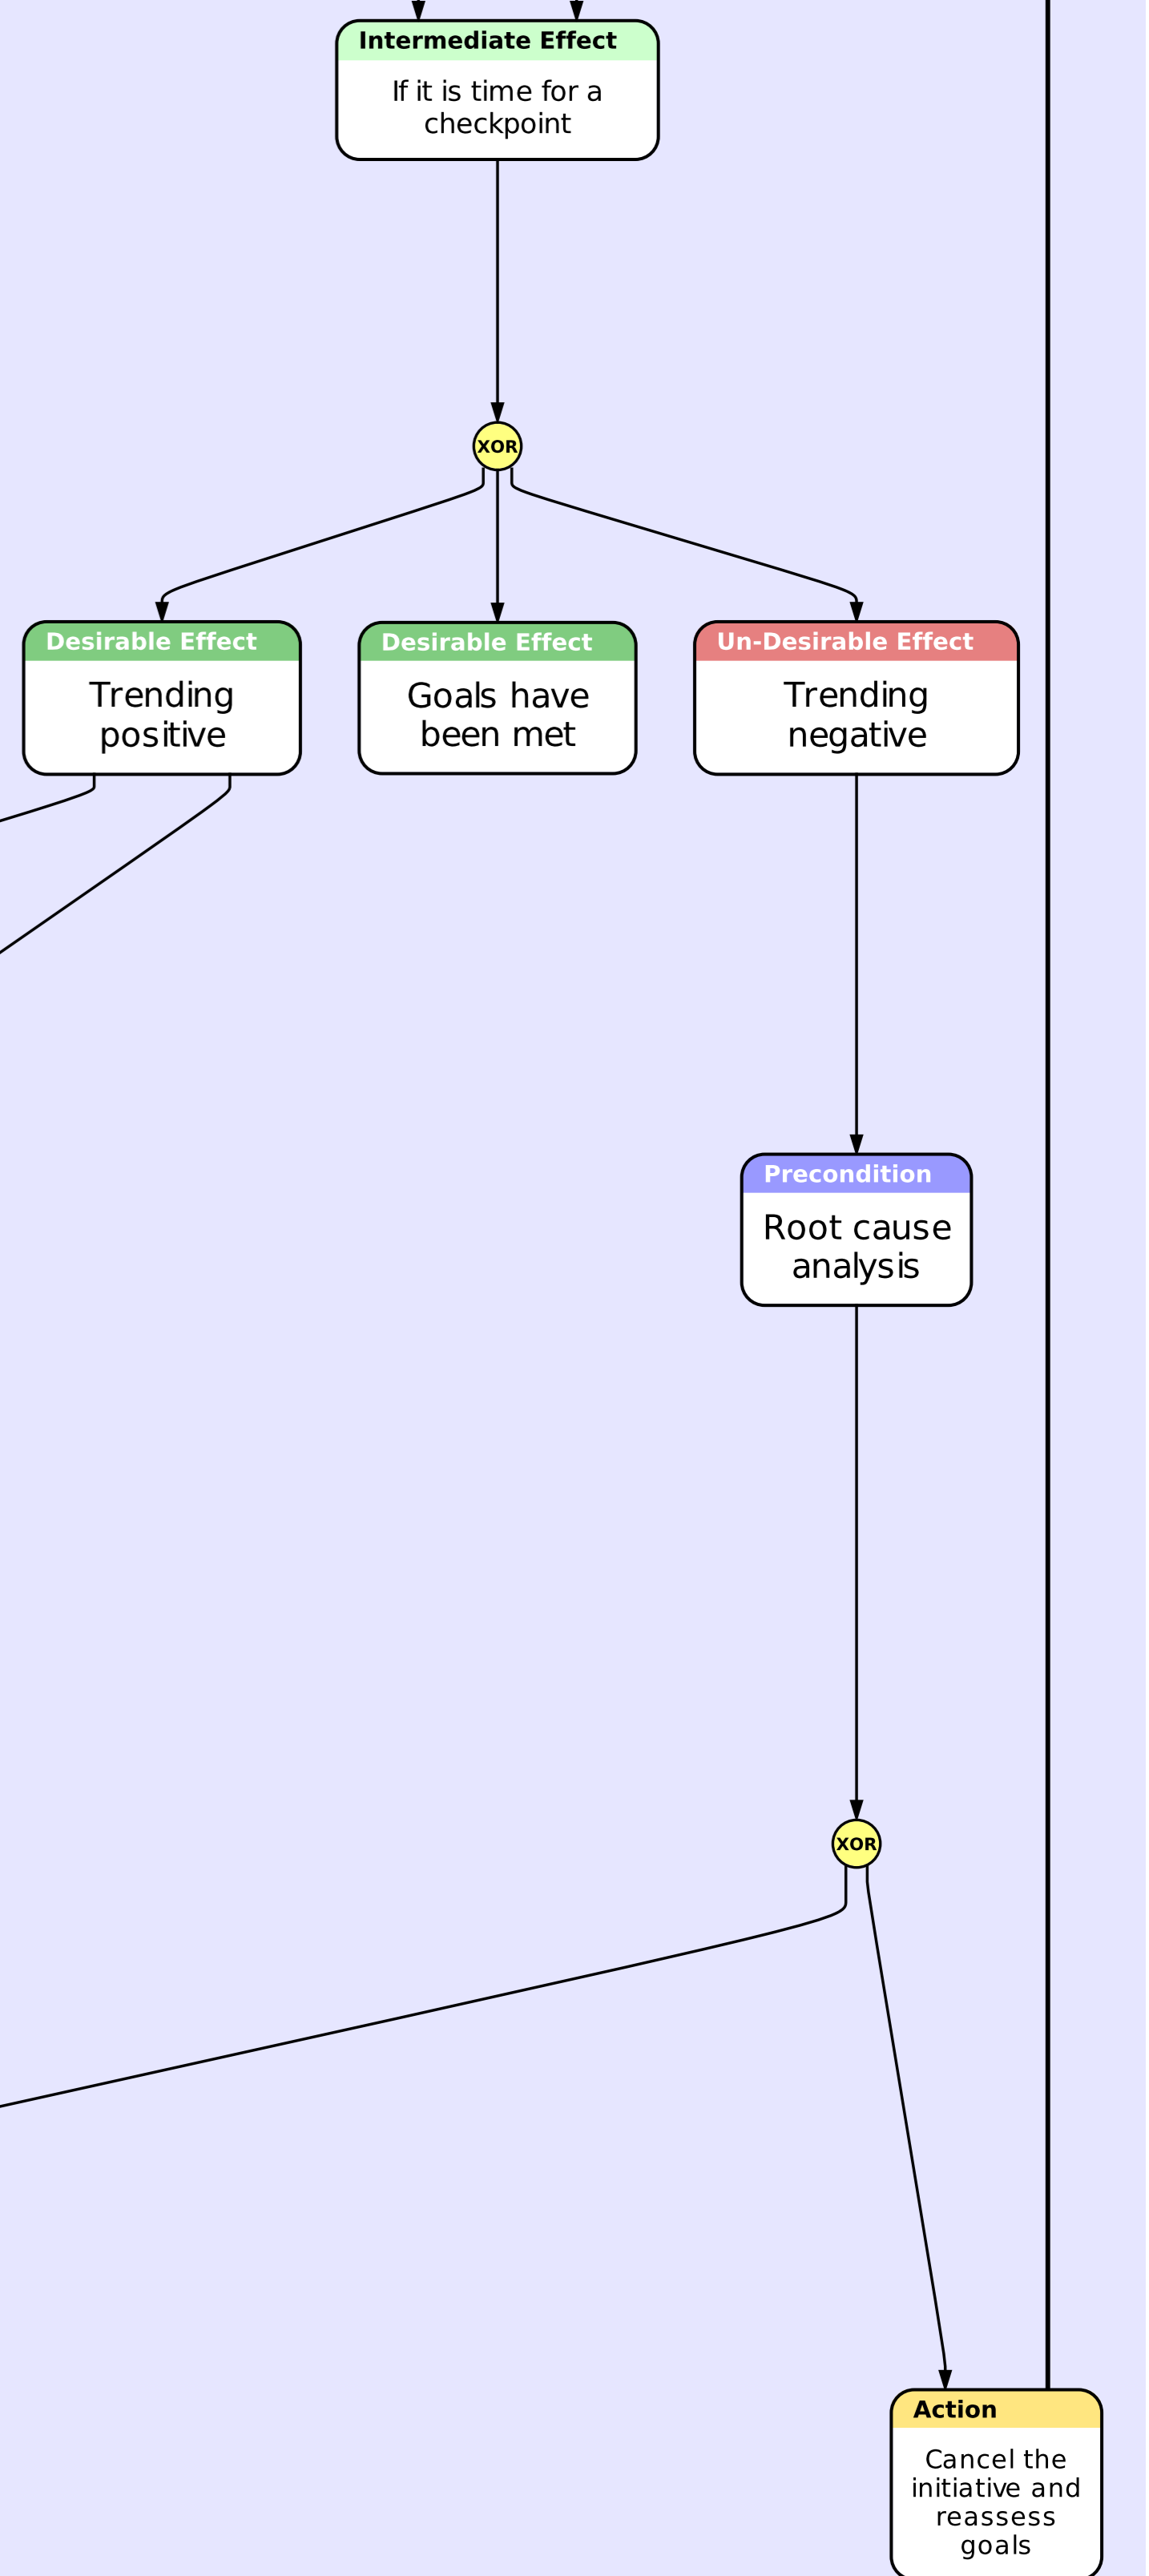 Intermediate Effect
If it is time for a
checkpoint
XOR
Desirable Effect
Trending
positive
Desirable Effect
Goals have
been met
Un-Desirable Effect
Trending
negative
Precondition
Root cause
analysis
XOR
Action
Cancel the
initiative and
reassess
goals